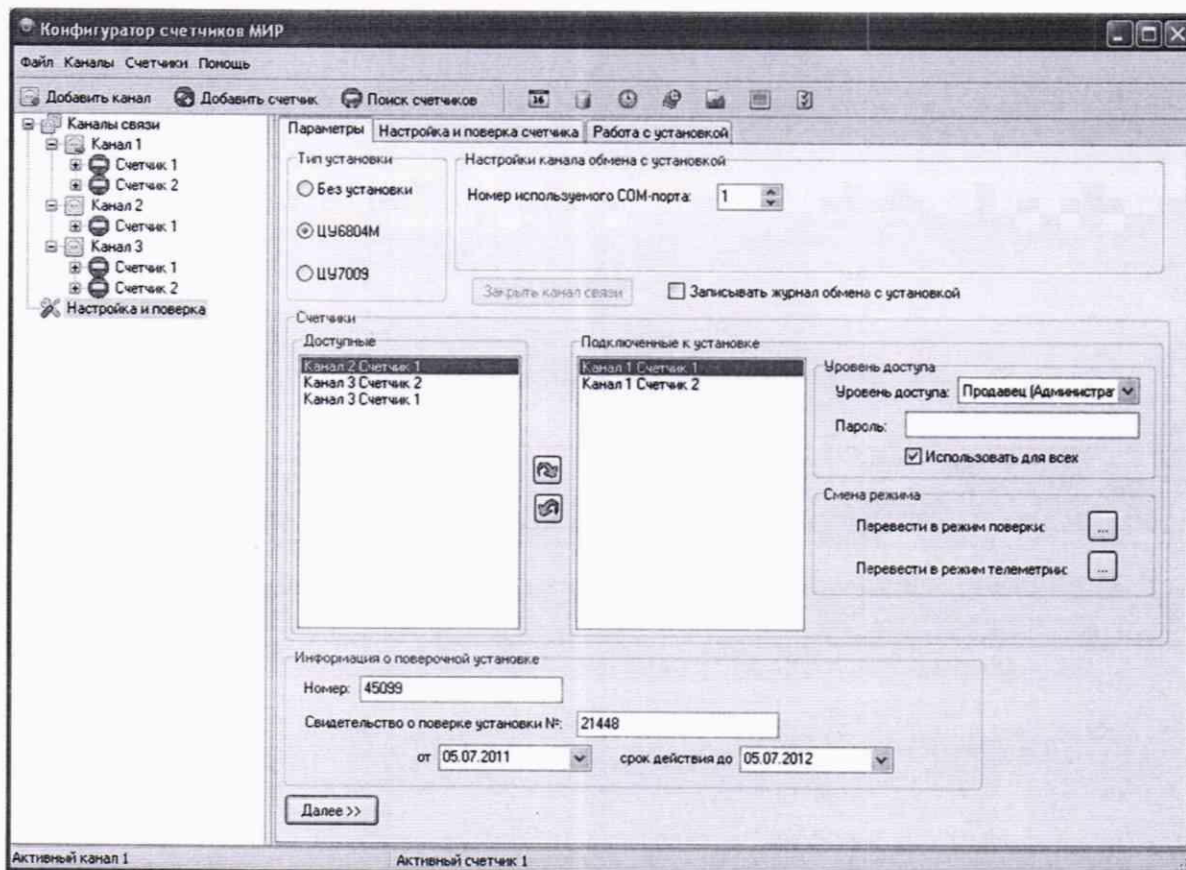 Конфигуратор счетчиков МИР
Файл Каналы Счетчики Помощь
Добавить канал Добавить счетчик Поиск счетчиков 16
Каналы связи
Канал 1
Счетчик 1
Счетчик 2
Канал 2
Счетчик 1
Канал 3
Счетчик 1
Счетчик 2
Настройка и поверка
Параметры Настройка и поверка счетчика Работа с установкой
Тип установки
Без установки
ЦУ6804М
ЦУ7009
Настройки канала обмена с установкой
Номер используемого COM-порта: 1
Закрыть канал связи Записывать журнал обмена с установкой
Счетчики
Доступные
Канал 2 Счетчик 1
Канал 3 Счетчик 2
Канал 3 Счетчик 1
Подключенные к установке
Канал 1 Счетчик 1
Канал 1 Счетчик 2
Уровень доступа
Уровень доступа: Продавец (Администрат
Пароль:
Использовать для всех
Смена режима
Перевести в режим поверки: ...
Перевести в режим телеметрии: ...
Информация о поверочной установке
Номер: 45099
Свидетельство о поверке установки №: 21448
от 05.07.2011 срок действия до 05.07.2012
Далее >>
Активный канал 1 Активный счетчик 1